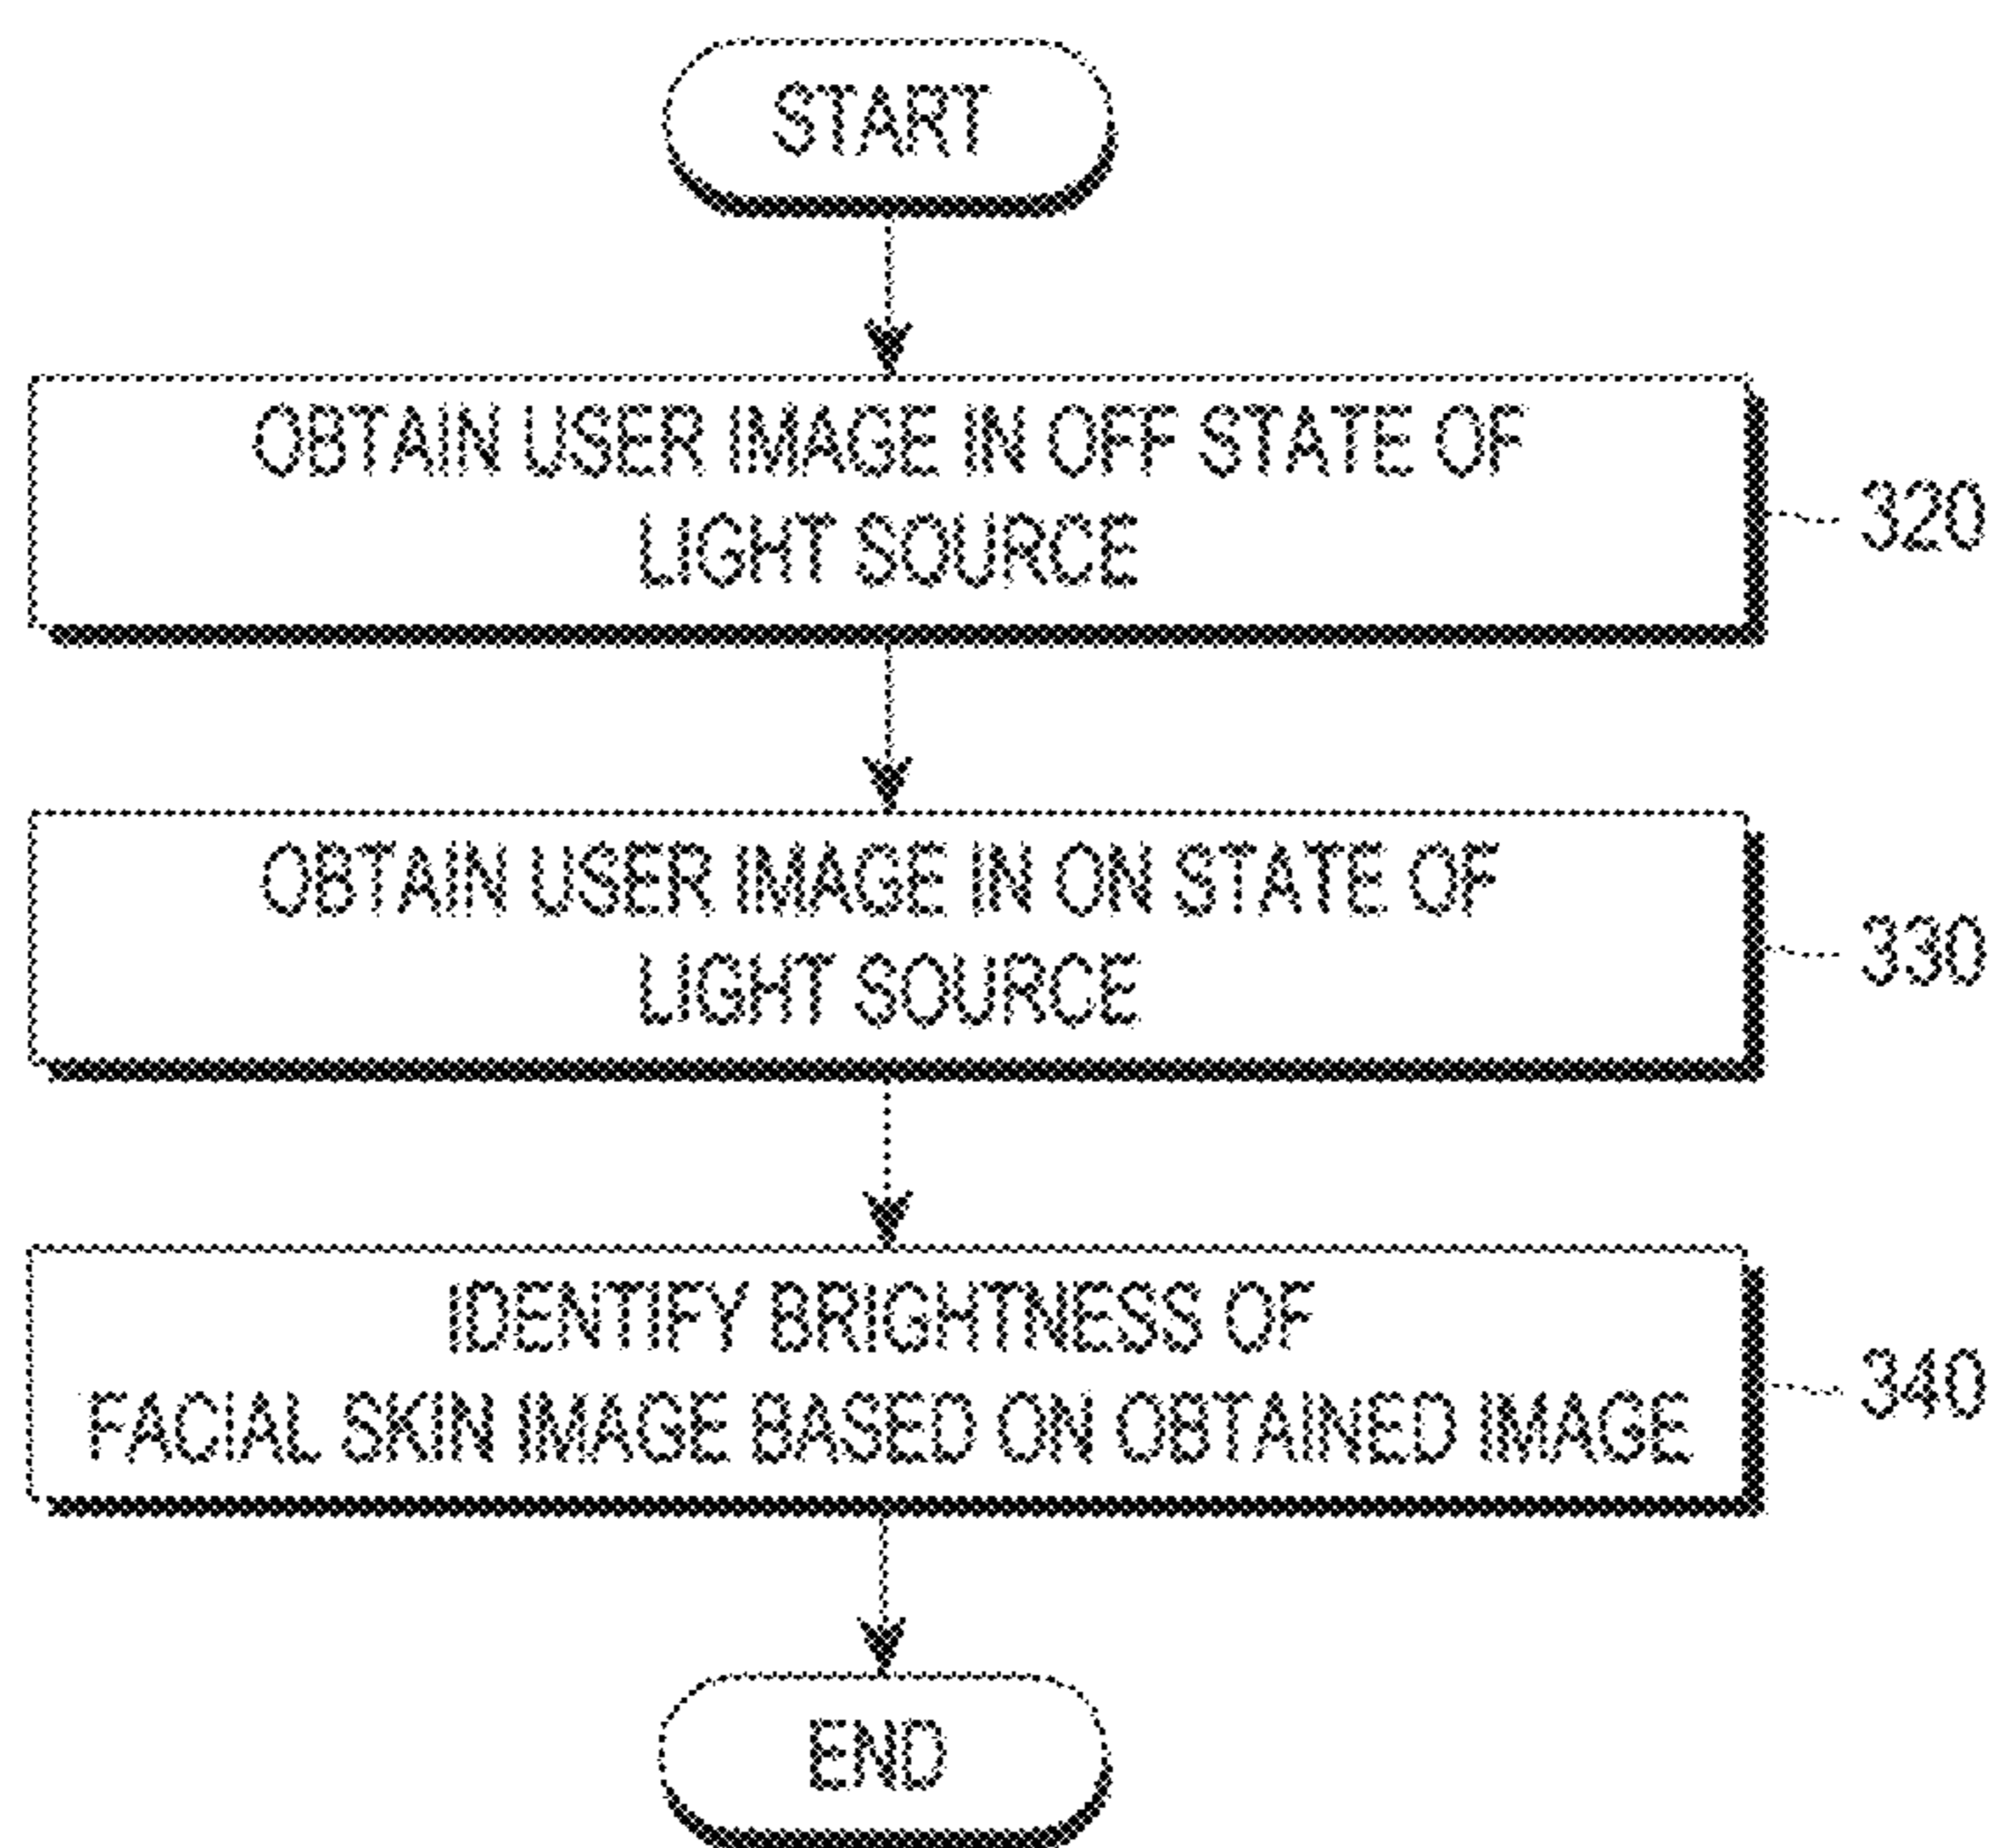 START
OBTAIN USER IMAGE IN OFF STATE OF
LIGHT SOURCE
320
OBTAIN USER IMAGE IN ON STATE OF
LIGHT SOURCE
330
IDENTIFY BRIGHTNESS OF
FACIAL SKIN IMAGE BASED ON OBTAINED IMAGE
340
END